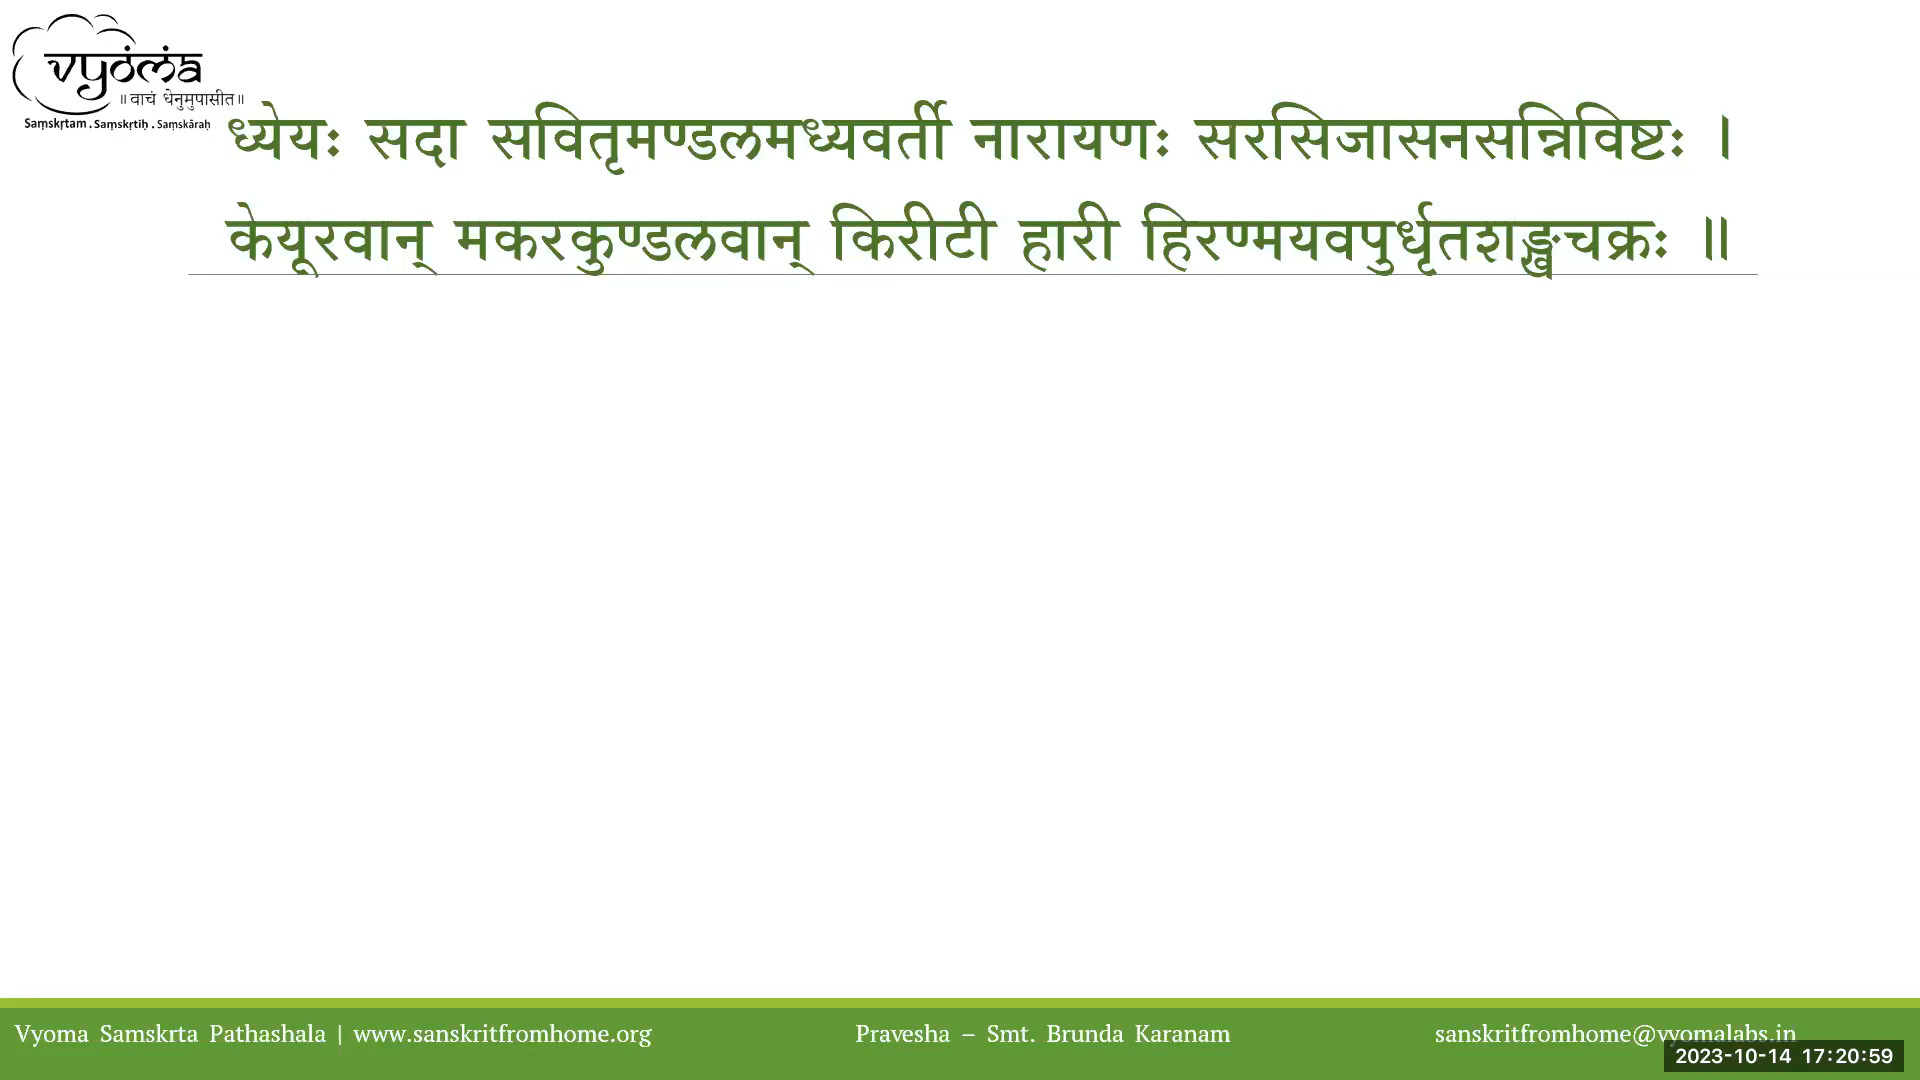 vyoma
॥ वाचं धेनुमुपासीत॥
Saṃskṛtam . Saṃskṛtiḥ . Saṃskāraḥ
ध्येयः सदा सवितृमण्डलमध्यवर्ती नारायणः सरसिजासनसन्निविष्टः ।
केयूरवान् मकरकुण्डलवान् किरीटी हारी हिरण्मयवपुर्धृतशङ्खचक्रः ॥
Vyoma Samskrta Pathashala | www.sanskritfromhome.org
Pravesha – Smt. Brunda Karanam
sanskritfromhome@vyomalabs.in
2023-10-14 17:20:59